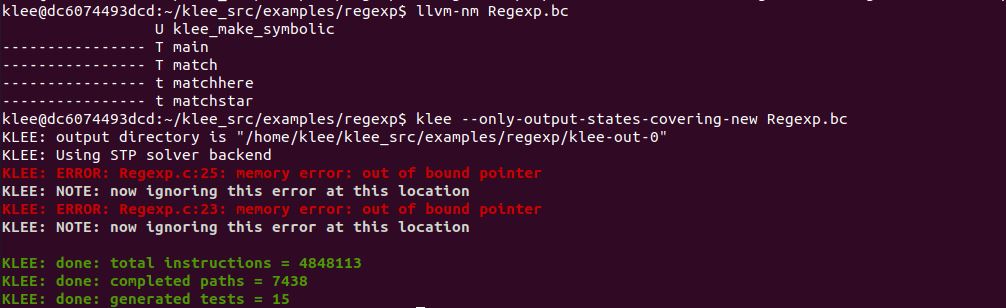 klee@dc6074493dcd:~/klee_src/examples/regexp$ llvm-nm Regexp.bc
                 U klee_make_symbolic
---------------- T main
---------------- T match
---------------- t matchhere
---------------- t matchstar
klee@dc6074493dcd:~/klee_src/examples/regexp$ klee --only-output-states-covering-new Regexp.bc
KLEE: output directory is "/home/klee/klee_src/examples/regexp/klee-out-0"
KLEE: Using STP solver backend
KLEE: ERROR: Regexp.c:25: memory error: out of bound pointer
KLEE: NOTE: now ignoring this error at this location
KLEE: ERROR: Regexp.c:23: memory error: out of bound pointer
KLEE: NOTE: now ignoring this error at this location
KLEE: done: total instructions = 4848113
KLEE: done: completed paths = 7438
KLEE: done: generated tests = 15